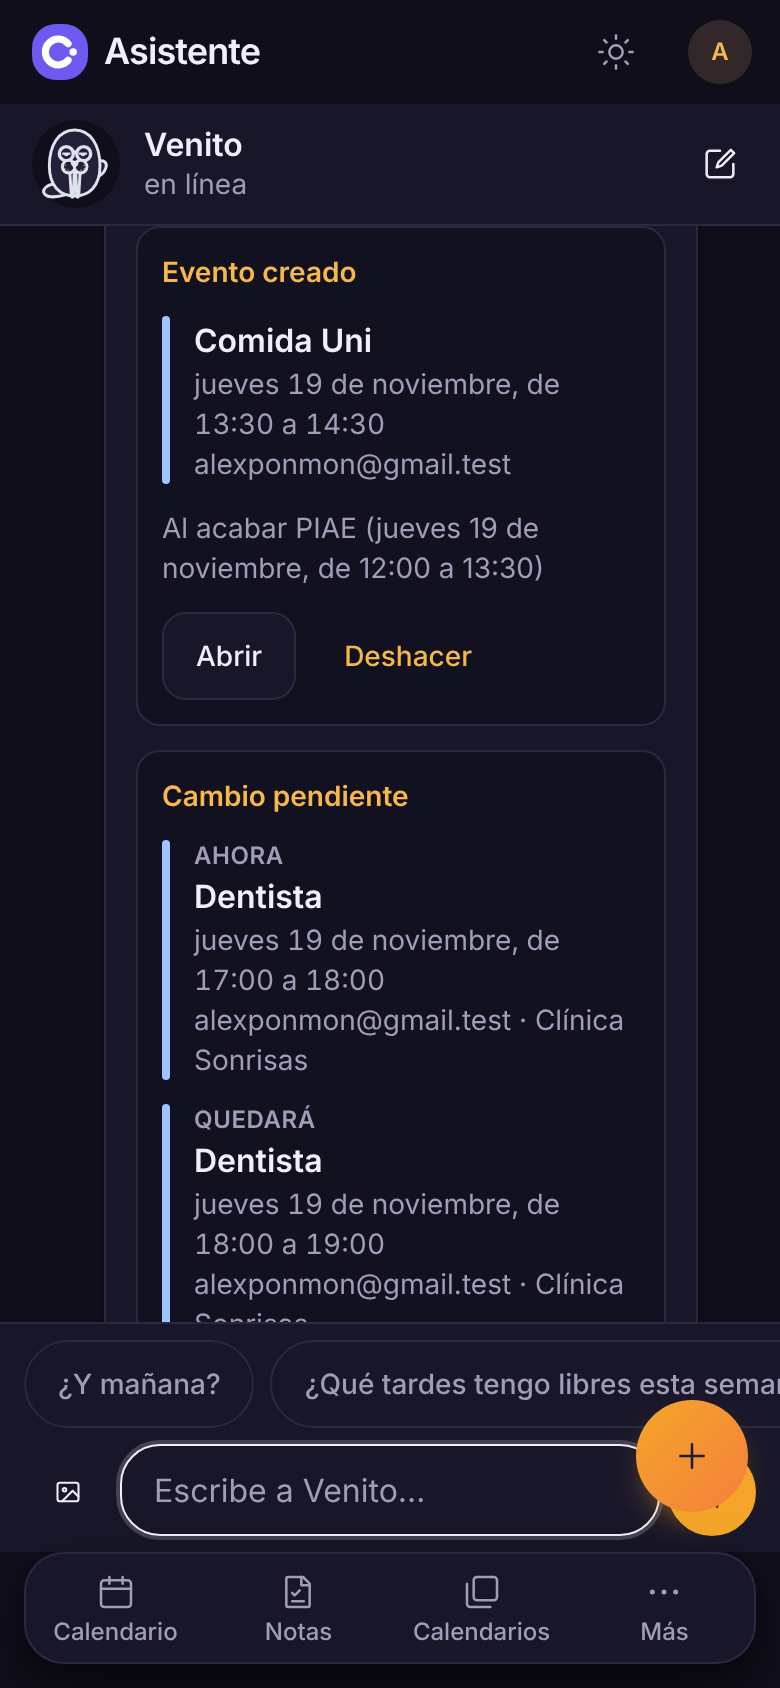 Asistente
A
Venito
en línea
Evento creado
Comida Uni
jueves 19 de noviembre, de
13:30 a 14:30
alexponmon@gmail.test
Al acabar PIAE (jueves 19 de
noviembre, de 12:00 a 13:30)
Abrir
Deshacer
Cambio pendiente
AHORA
Dentista
jueves 19 de noviembre, de
17:00 a 18:00
alexponmon@gmail.test · Clínica
Sonrisas
QUEDARÁ
Dentista
jueves 19 de noviembre, de
18:00 a 19:00
alexponmon@gmail.test · Clínica
Sonrisas
¿Y mañana?
¿Qué tardes tengo libres esta
Escribe a Venito...
Calendario
Notas
Calendarios
Más